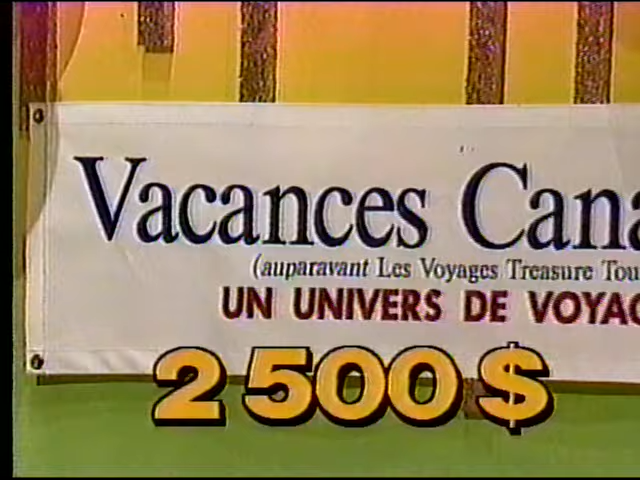 Vacances Cana
(auparavant Les Voyages Treasure Tou
UN UNIVERS DE VOYAG
2 500 $